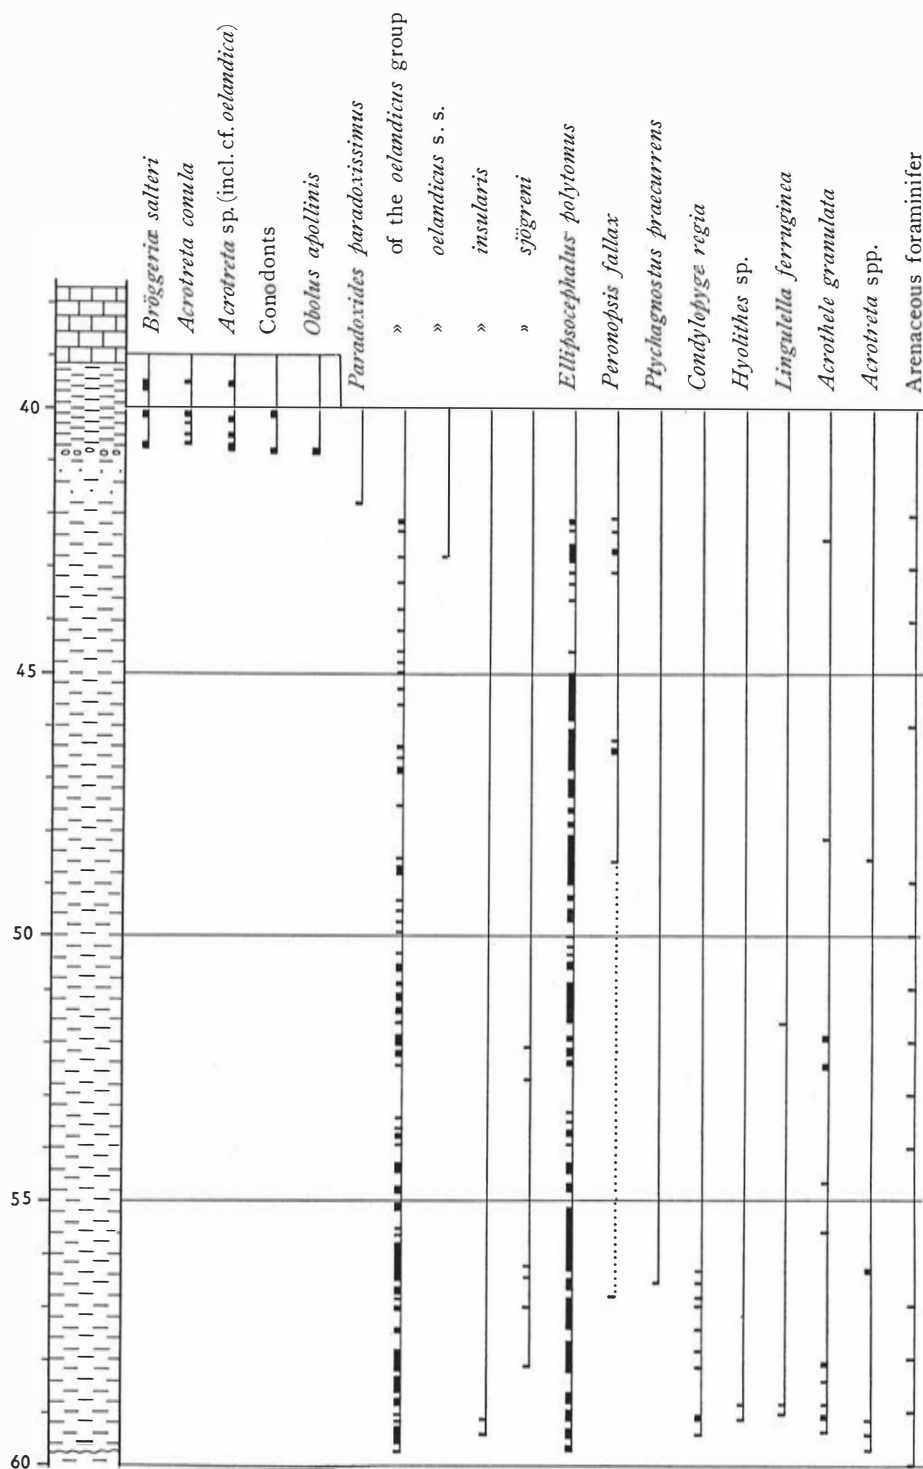 Bröggeria salteri
Acrotreta conula
Acrotreta sp. (incl. cf. oelandica)
Conodonts
Obolus apollinis
Paradoxides paradoxissimus
» of the oelandicus group
» oelandicus s. s.
» insularis
» sjögreni
Ellipsocephalus polytomus
Peronopsis fallax
Ptychagnostus praecurrens
Condylopyge regia
Hyolithes sp.
Lingulella ferruginea
Acrothele granulata
Acrotreta spp.
Arenaceous foraminifer
40
45
50
55
60